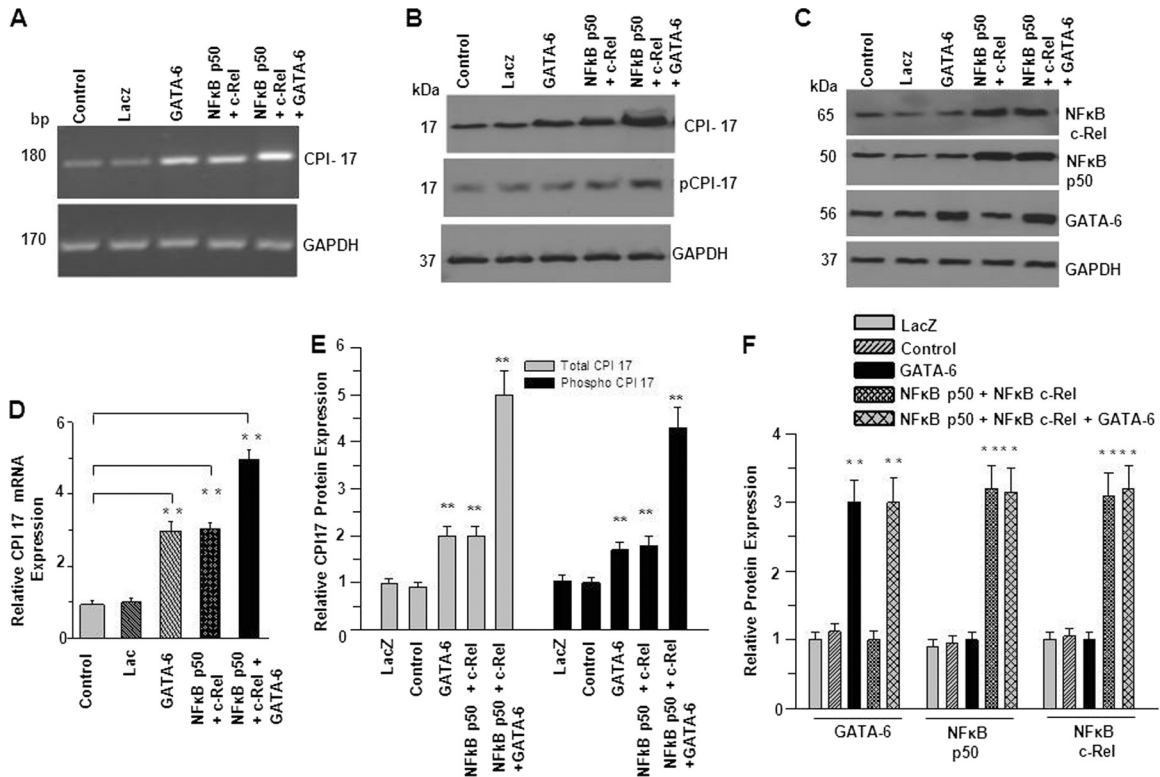 A
Control
Lacz
GATA-6
NFκB p50
+ c-Rel
NFκB p50
+ c-Rel
+ GATA-6
bp
180
CPI- 17
170
GAPDH
B
Control
Lacz
GATA-6
NFkB p50
+ c-Rel
NFkB p50
+ c-Rel
+ GATA-6
kDa
17
CPI- 17
17
pCPI-17
37
GAPDH
C
Control
Lacz
GATA-6
NFκB p50
+ c-Rel
NFκB p50
+ c-Rel
+ GATA-6
kDa
65
NFκB
c-Rel
50
NFκB
p50
56
GATA-6
37
GAPDH
D
Relative CPI 17 mRNA
Expression
6
4
2
0
* *
* *
* *
Control
Lac
GATA-6
NFκB p50
+ c-Rel
NFκB p50
+ c-Rel +
GATA-6
E
Relative CPI17 Protein Expression
6
5
4
3
2
1
0
Total CPI 17
Phospho CPI 17
**
**
**
**
**
**
LacZ
Control
GATA-6
NFkB p50 + c-Rel
NFkB p50 + c-Rel
+GATA-6
LacZ
Control
GATA-6
NFkB p50 + c-Rel
NFkB p50 + c-Rel
+GATA-6
F
LacZ
Control
GATA-6
NFκB p50 + NFκB c-Rel
NFκB p50 + NFκB c-Rel + GATA-6
Relative Protein Expression
4
3
2
1
0
* *
* *
* * * *
* * * *
GATA-6
NFκB
p50
NFκB
c-Rel